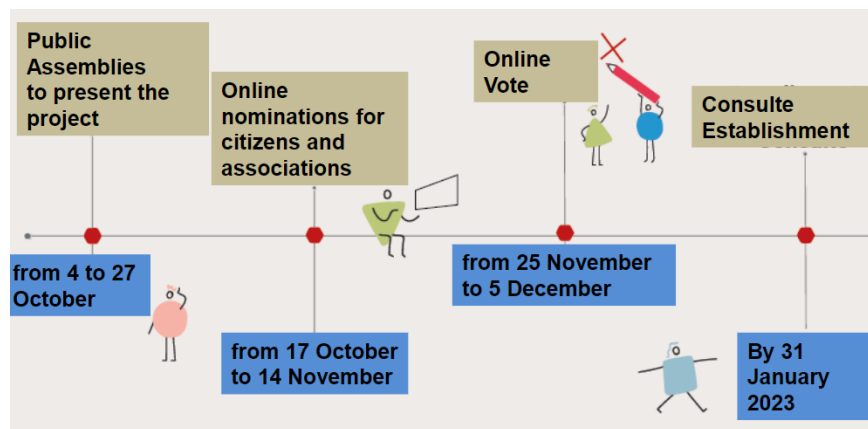 Public
Assemblies
to present the
project
Online
nominations for
citizens and
associations
Online
Vote
Consulte
Establishment
from 4 to 27
October
from 17 October
to 14 November
from 25 November
to 5 December
By 31
January
2023